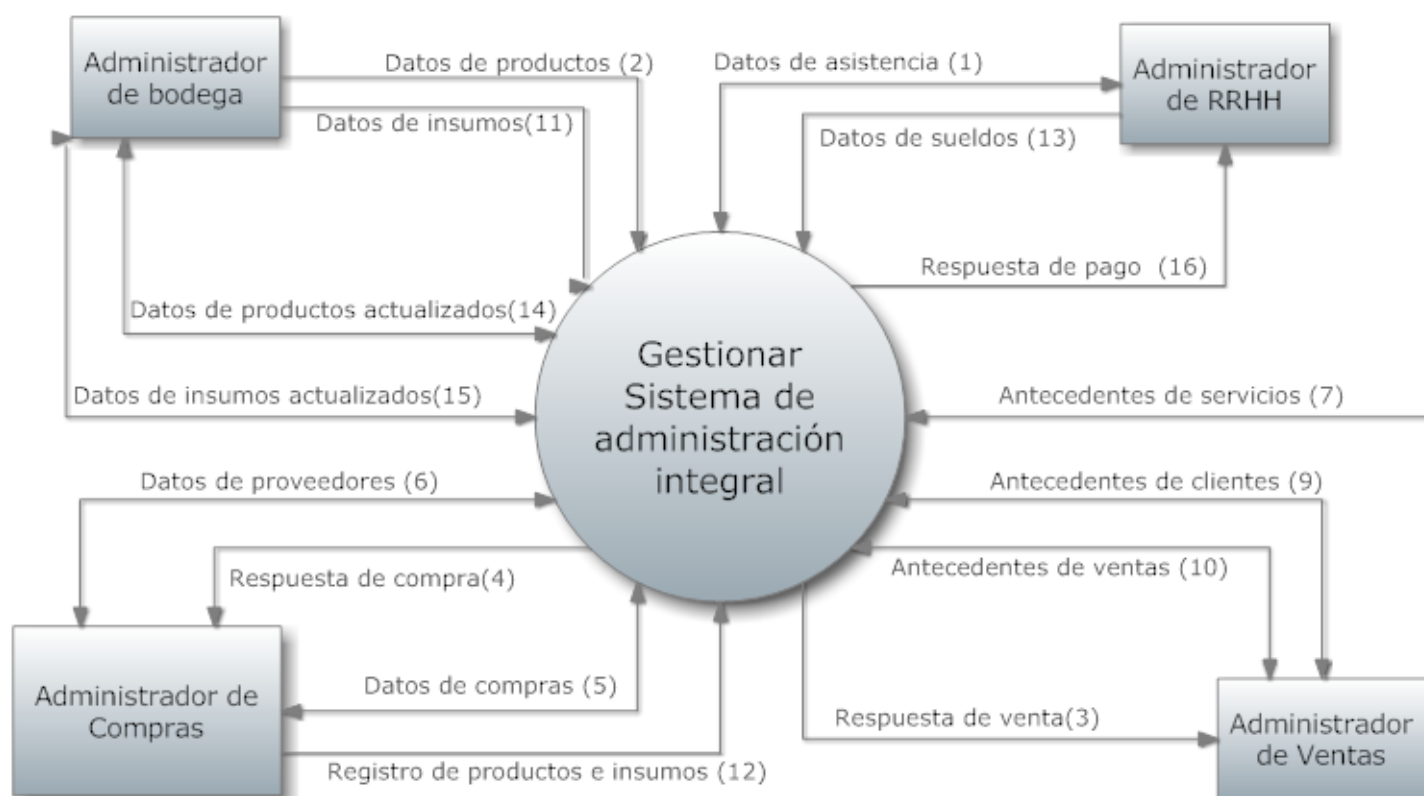 Administrador
de bodega
Datos de productos (2)
Datos de insumos(11)
Datos de asistencia (1)
Administrador
de RRHH
Datos de sueldos (13)
Respuesta de pago (16)
Datos de productos actualizados(14)
Datos de insumos actualizados(15)
Gestionar
Sistema de
administración
integral
Antecedentes de servicios (7)
Datos de proveedores (6)
Antecedentes de clientes (9)
Respuesta de compra(4)
Antecedentes de ventas (10)
Administrador de
Compras
Datos de compras (5)
Registro de productos e insumos (12)
Respuesta de venta(3)
Administrador
de Ventas